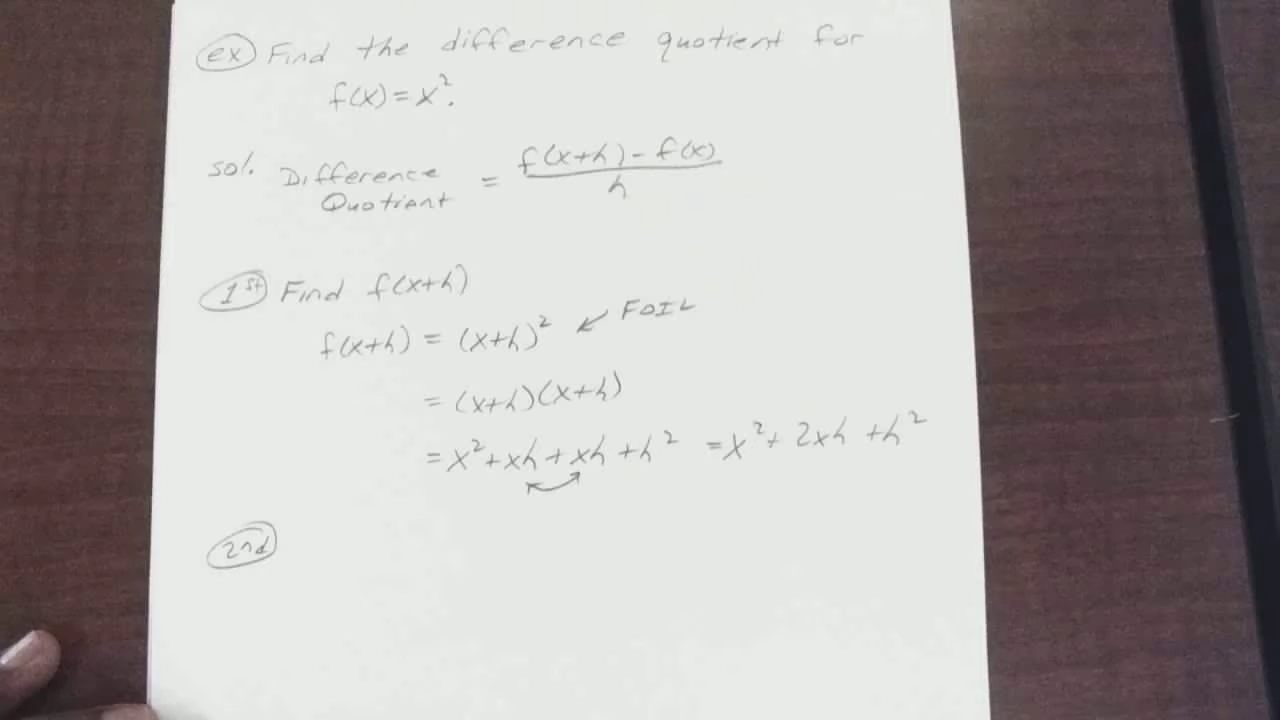 ex Find the difference quotient for
f(x) = x².
sol. Difference Quotient = f(x+h) - f(x) / h
1st Find f(x+h)
f(x+h) = (x+h)² ↙ FOIL
= (x+h)(x+h)
= x² + xh + xh + h² = x² + 2xh + h²
2nd